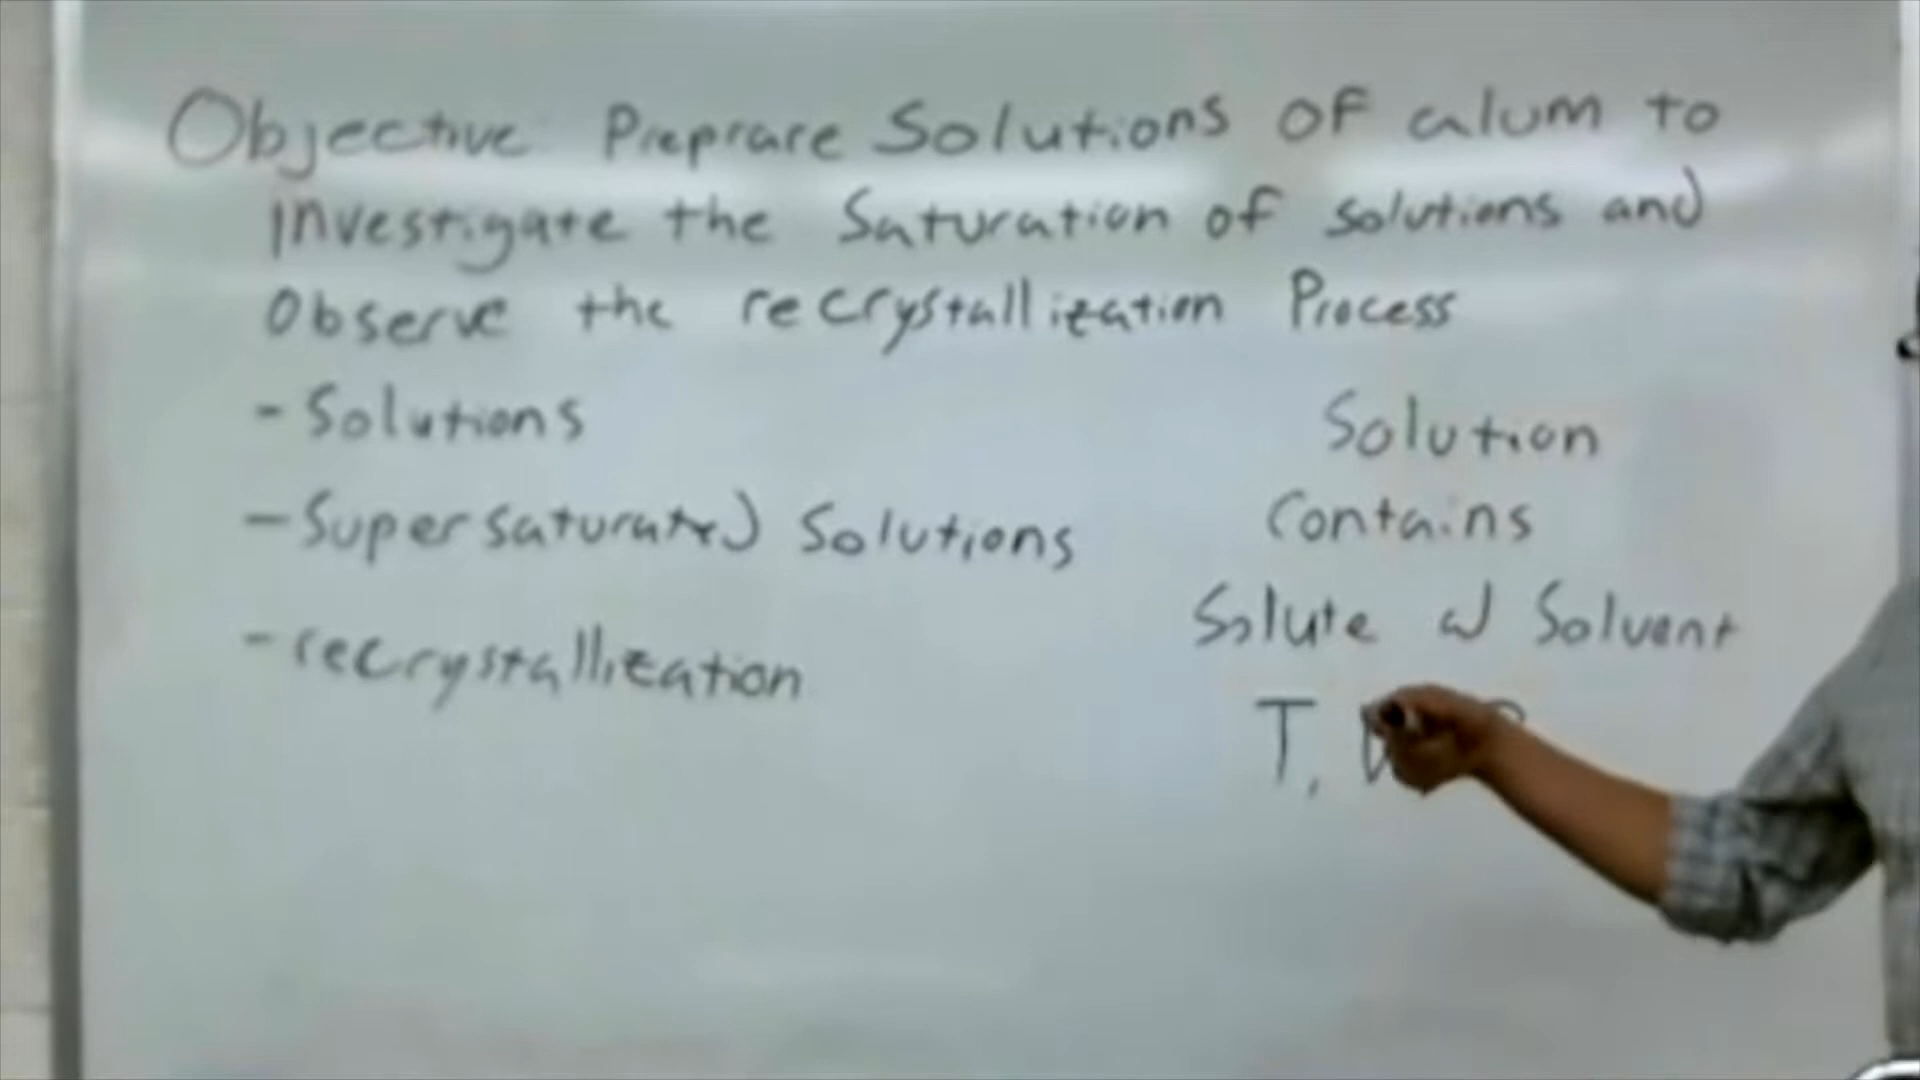 Objective: Preprare Solutions of alum to
investigate the Saturation of solutions and
Observe the recrystallization Process
- Solutions
- Supersaturated Solutions
- recrystallization
Solution
Contains
Solute w/ Solvent
T,